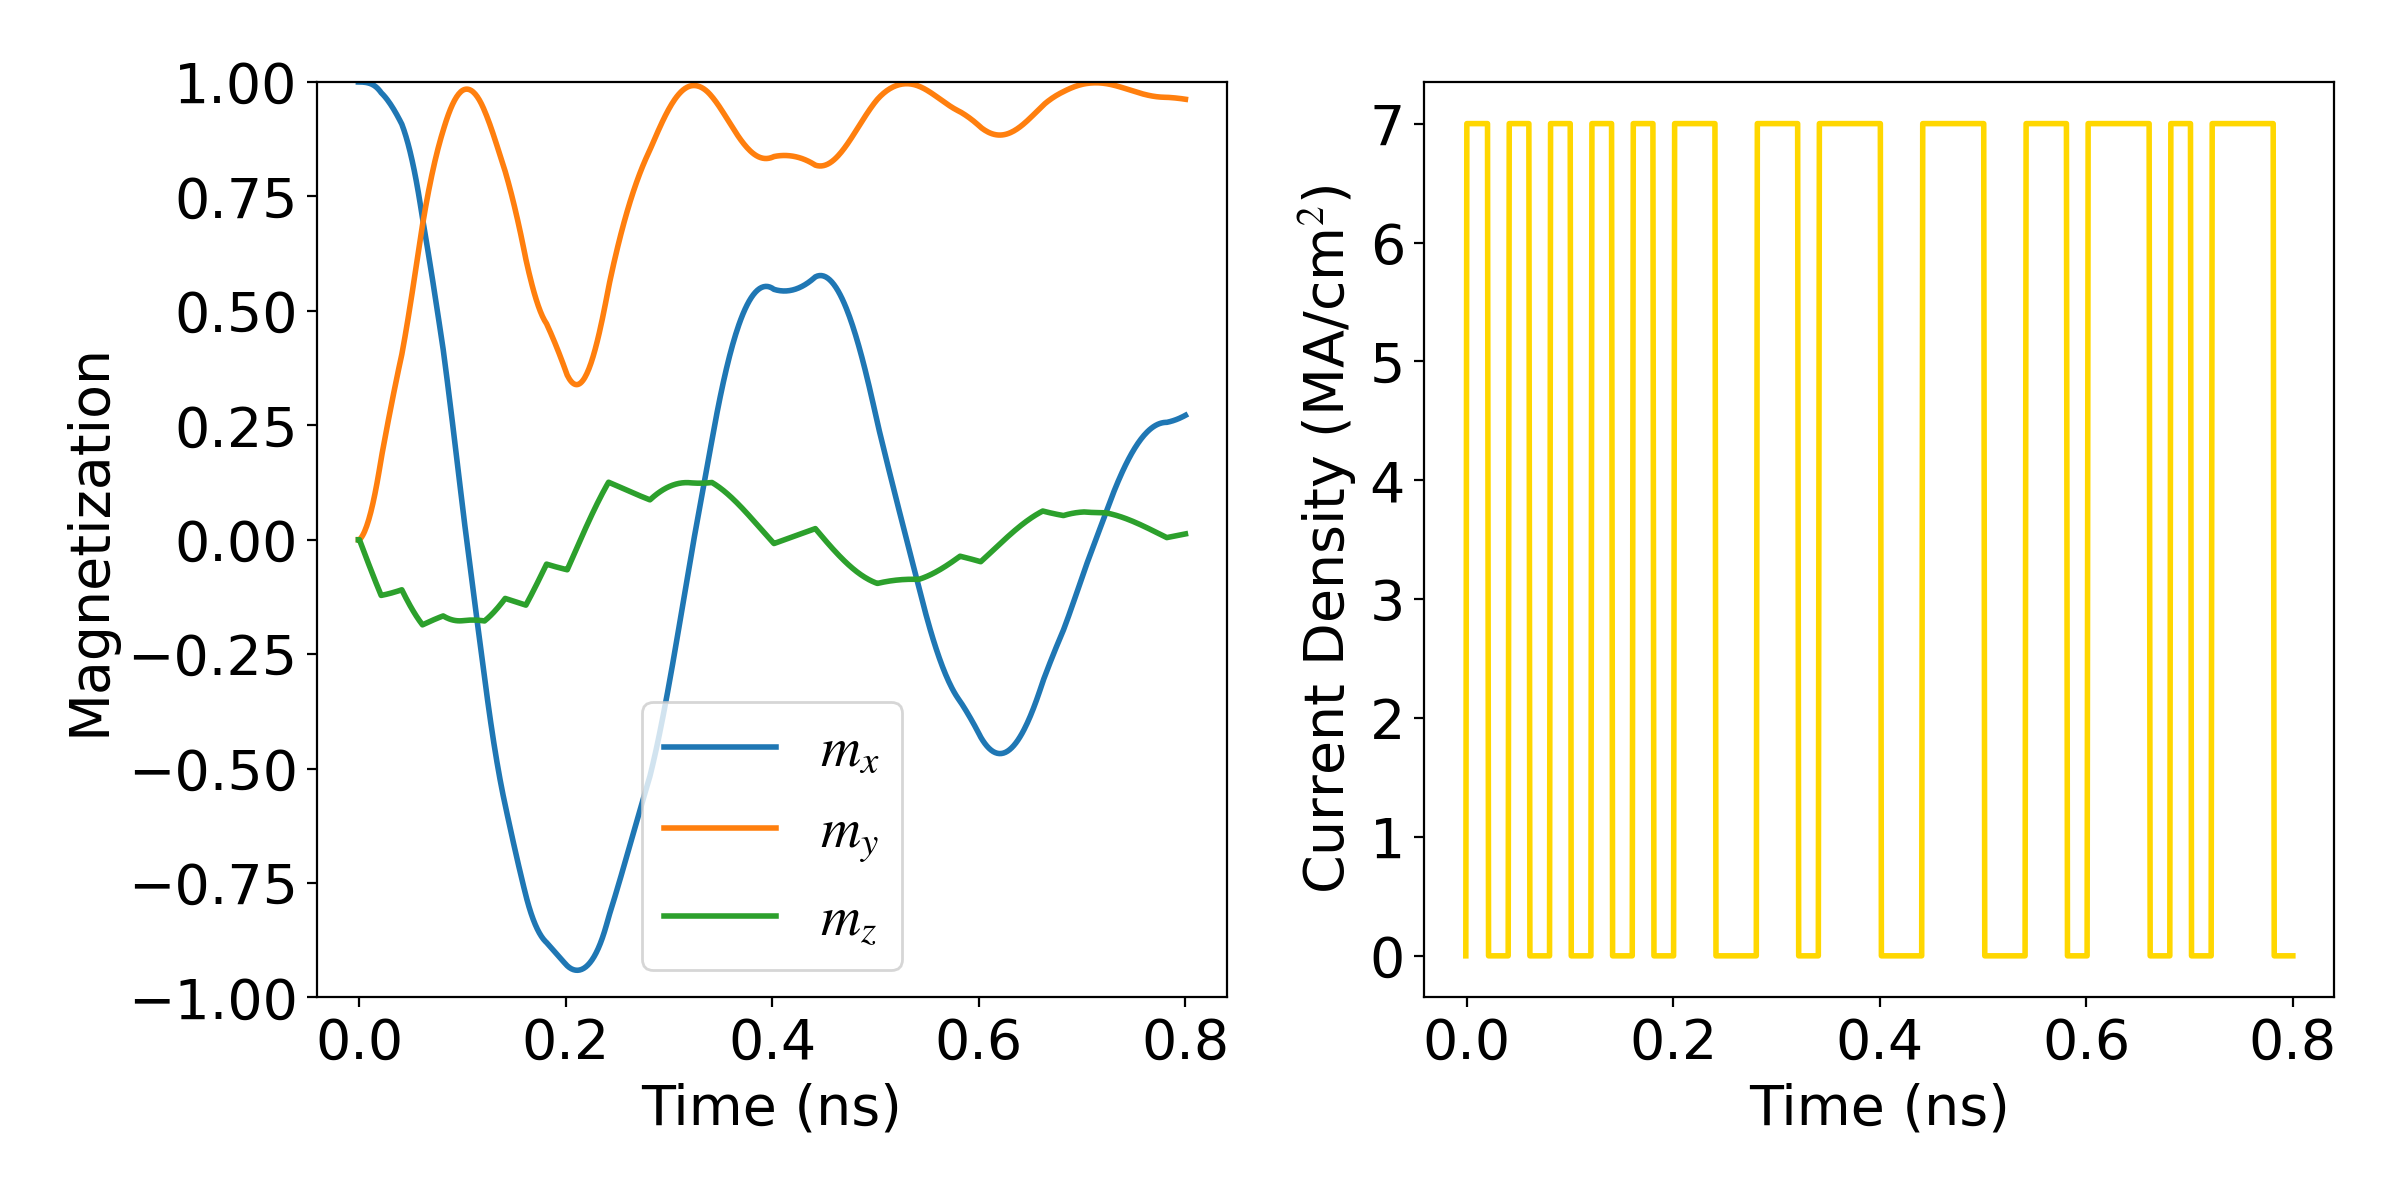 1.00
0.75
0.50
0.25
0.00
−0.25
−0.50
−0.75
−1.00
Magnetization
0.0 0.2 0.4 0.6 0.8
Time (ns)
m_x
m_y
m_z
7
6
5
4
3
2
1
0
Current Density (MA/cm²)
0.0 0.2 0.4 0.6 0.8
Time (ns)